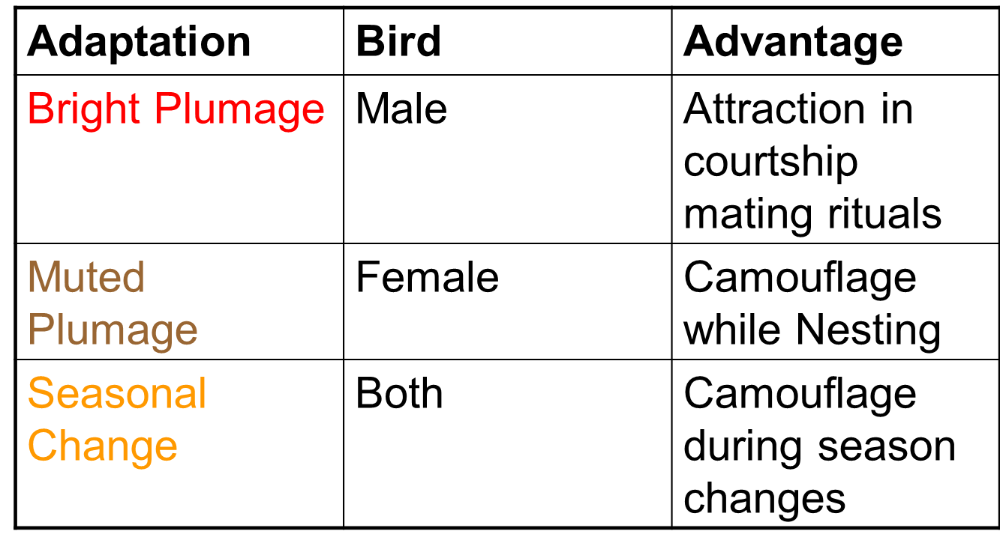 Adaptation Bird Advantage
Bright Plumage Male Attraction in
courtship
mating rituals
Muted Female Camouflage
Plumage while Nesting
Seasonal Both Camouflage
Change during season
changes